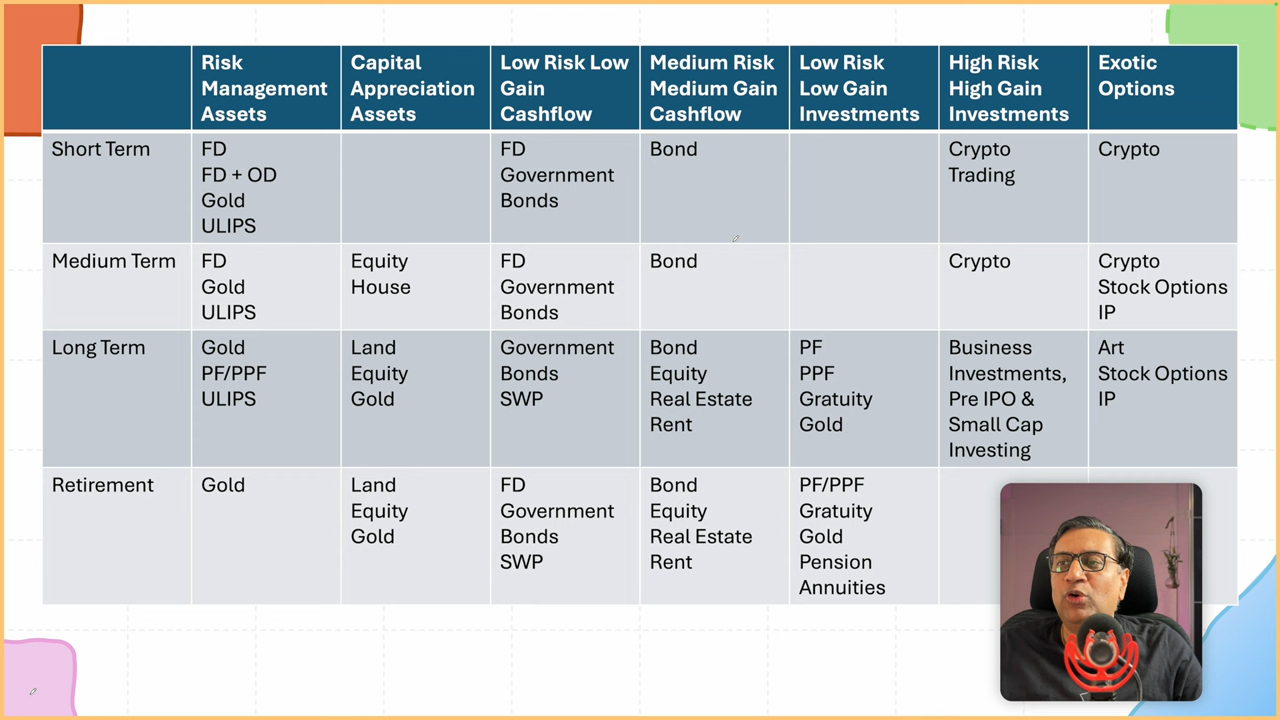 Risk
Management
Assets
Capital
Appreciation
Assets
Low Risk Low
Gain
Cashflow
Medium Risk
Medium Gain
Cashflow
Low Risk
Low Gain
Investments
High Risk
High Gain
Investments
Exotic
Options
Short Term
FD
FD + OD
Gold
ULIPS
FD
Government
Bonds
Bond
Crypto
Trading
Crypto
Medium Term
FD
Gold
ULIPS
Equity
House
FD
Government
Bonds
Bond
Crypto
Crypto
Stock Options
IP
Long Term
Gold
PF/PPF
ULIPS
Land
Equity
Gold
Government
Bonds
SWP
Bond
Equity
Real Estate
Rent
PF
PPF
Gratuity
Gold
Business
Investments,
Pre IPO &
Small Cap
Investing
Art
Stock Options
IP
Retirement
Gold
Land
Equity
Gold
FD
Government
Bonds
SWP
Bond
Equity
Real Estate
Rent
PF/PPF
Gratuity
Gold
Pension
Annuities